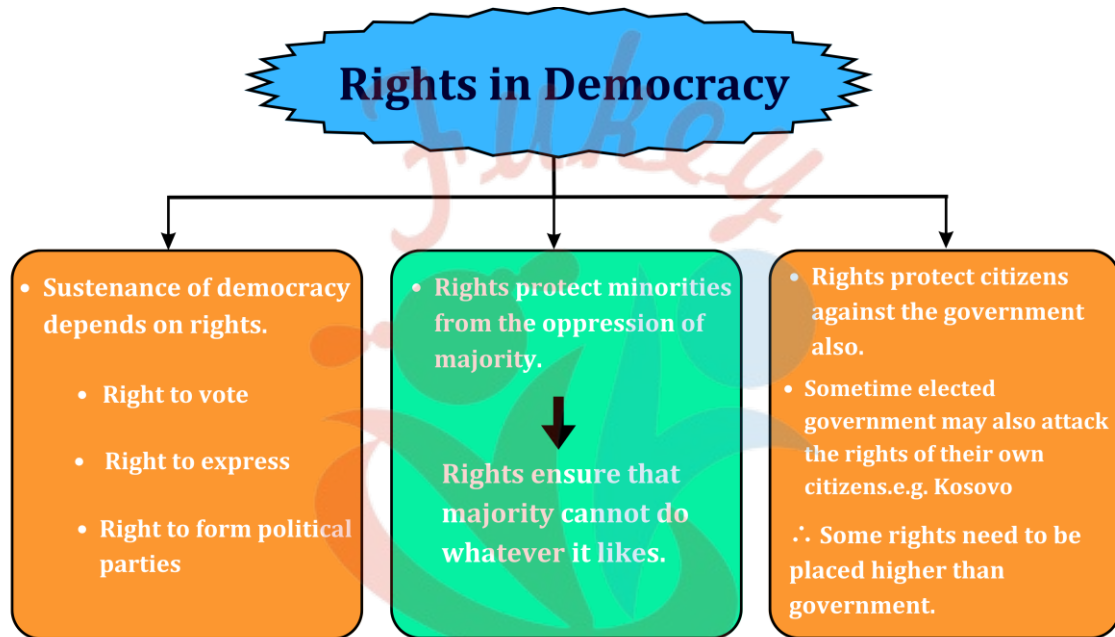 Rights in Democracy
Fukey
• Sustenance of democracy
depends on rights.
• Right to vote
• Right to express
• Right to form political
parties
• Rights protect minorities
from the oppression of
majority.
Rights ensure that
majority cannot do
whatever it likes.
• Rights protect citizens
against the government
also.
• Sometime elected
government may also attack
the rights of their own
citizens.e.g. Kosovo
∴ Some rights need to be
placed higher than
government.